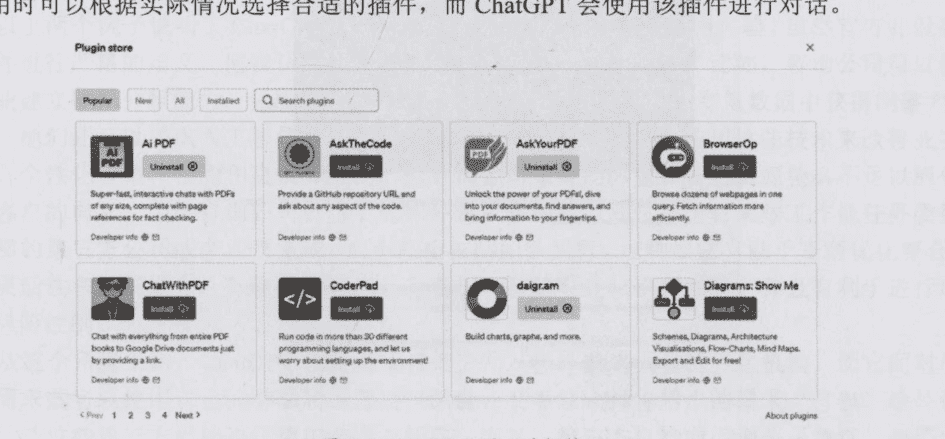 用时可以根据实际情况选择合适的插件，而 ChatGPT 会使用该插件进行对话。
Plugin store
Popular New All Installed Search plugins
Ai PDF
Uninstall
Super-fast, interactive chats with PDFs
of any size, complete with page
references for fact checking.
Developer info
AskTheCode
Install
Provide a GitHub repository URL and
ask about any aspect of the code.
Developer info
AskYourPDF
Uninstall
Unlock the power of your PDFs!, dive
into your documents, find answers, and
bring information to your fingertips.
Developer info
BrowserOp
Install
Browse dozens of webpages in one
query. Fetch information more
efficiently.
Developer info
ChatWithPDF
Install
Chat with everything from entire PDF
books to Google Drive documents just
by providing a link.
Developer info
CoderPad
Install
Run code in more than 30 different
programming languages, and let us
worry about setting up the environment!
Developer info
daigr.am
Uninstall
Build charts, graphs, and more.
Developer info
Diagrams: Show Me
Install
Schemes, Diagrams, Architecture
Visualisations, Flow-Charts, Mind Maps.
Export and Edit for free!
Developer info
< Prev 1 2 3 4 Next >
About plugins